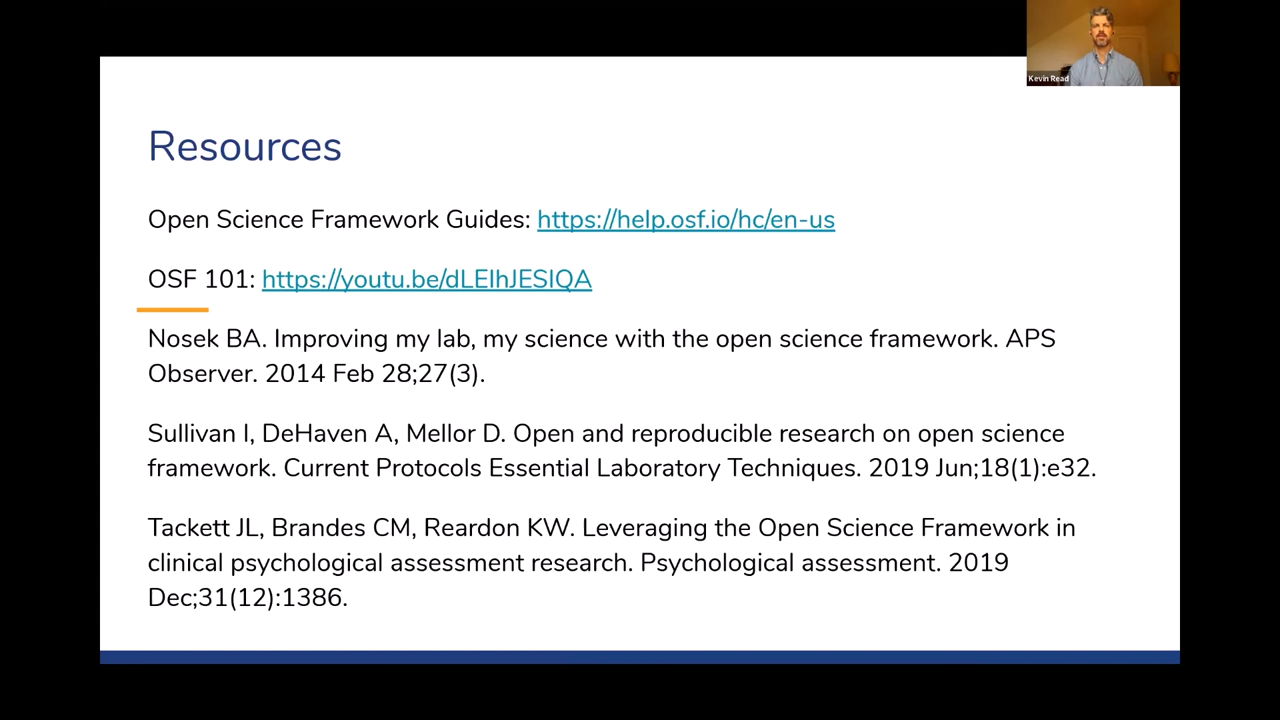 Kevin Read
Resources
Open Science Framework Guides: https://help.osf.io/hc/en-us
OSF 101: https://youtu.be/dLEIhJESIQA
Nosek BA. Improving my lab, my science with the open science framework. APS
Observer. 2014 Feb 28;27(3).
Sullivan I, DeHaven A, Mellor D. Open and reproducible research on open science
framework. Current Protocols Essential Laboratory Techniques. 2019 Jun;18(1):e32.
Tackett JL, Brandes CM, Reardon KW. Leveraging the Open Science Framework in
clinical psychological assessment research. Psychological assessment. 2019
Dec;31(12):1386.